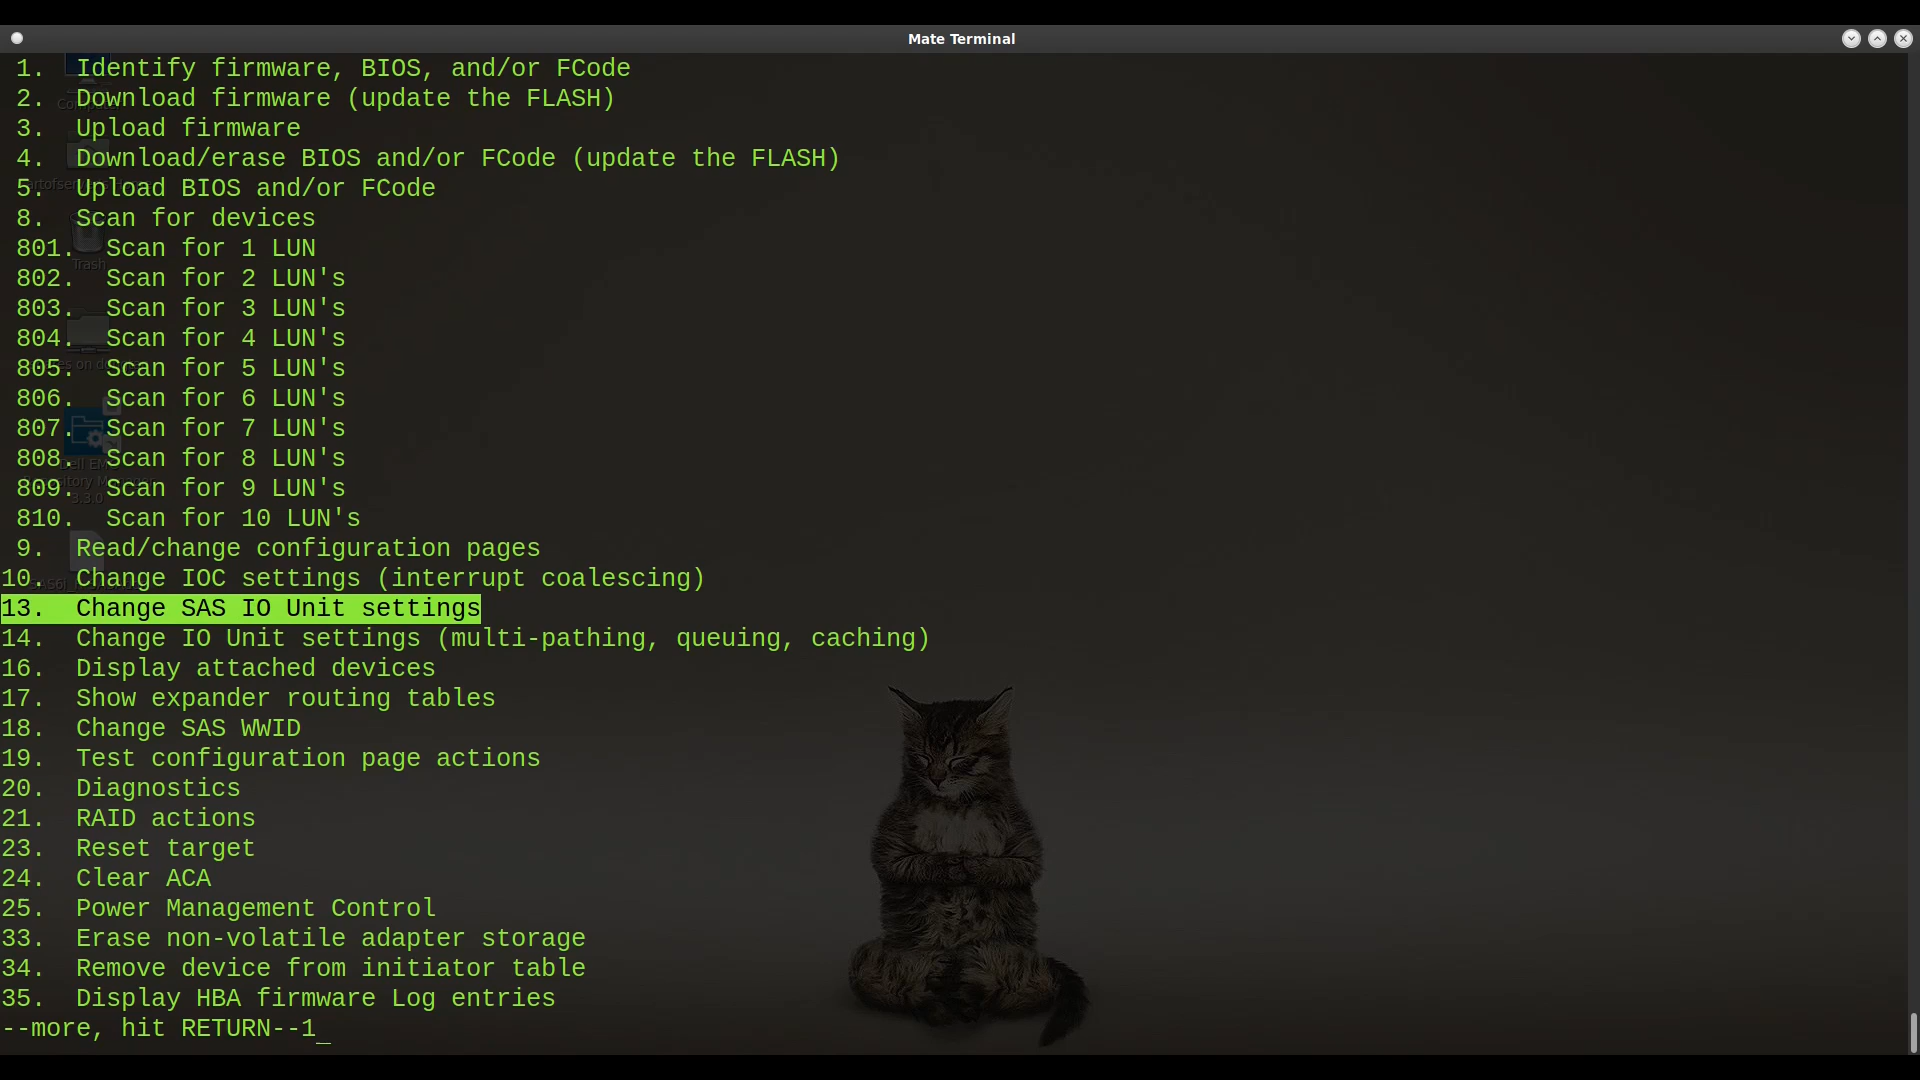 Mate Terminal
1.  Identify firmware, BIOS, and/or FCode
2.  Download firmware (update the FLASH)
3.  Upload firmware
4.  Download/erase BIOS and/or FCode (update the FLASH)
5.  Upload BIOS and/or FCode
8.  Scan for devices
801.  Scan for 1 LUN
802.  Scan for 2 LUN's
803.  Scan for 3 LUN's
804.  Scan for 4 LUN's
805.  Scan for 5 LUN's
806.  Scan for 6 LUN's
807.  Scan for 7 LUN's
808.  Scan for 8 LUN's
809.  Scan for 9 LUN's
810.  Scan for 10 LUN's
9.  Read/change configuration pages
10.  Change IOC settings (interrupt coalescing)
13.  Change SAS IO Unit settings
14.  Change IO Unit settings (multi-pathing, queuing, caching)
16.  Display attached devices
17.  Show expander routing tables
18.  Change SAS WWID
19.  Test configuration page actions
20.  Diagnostics
21.  RAID actions
23.  Reset target
24.  Clear ACA
25.  Power Management Control
33.  Erase non-volatile adapter storage
34.  Remove device from initiator table
35.  Display HBA firmware Log entries
--more, hit RETURN--1_
Trash
3.3.0